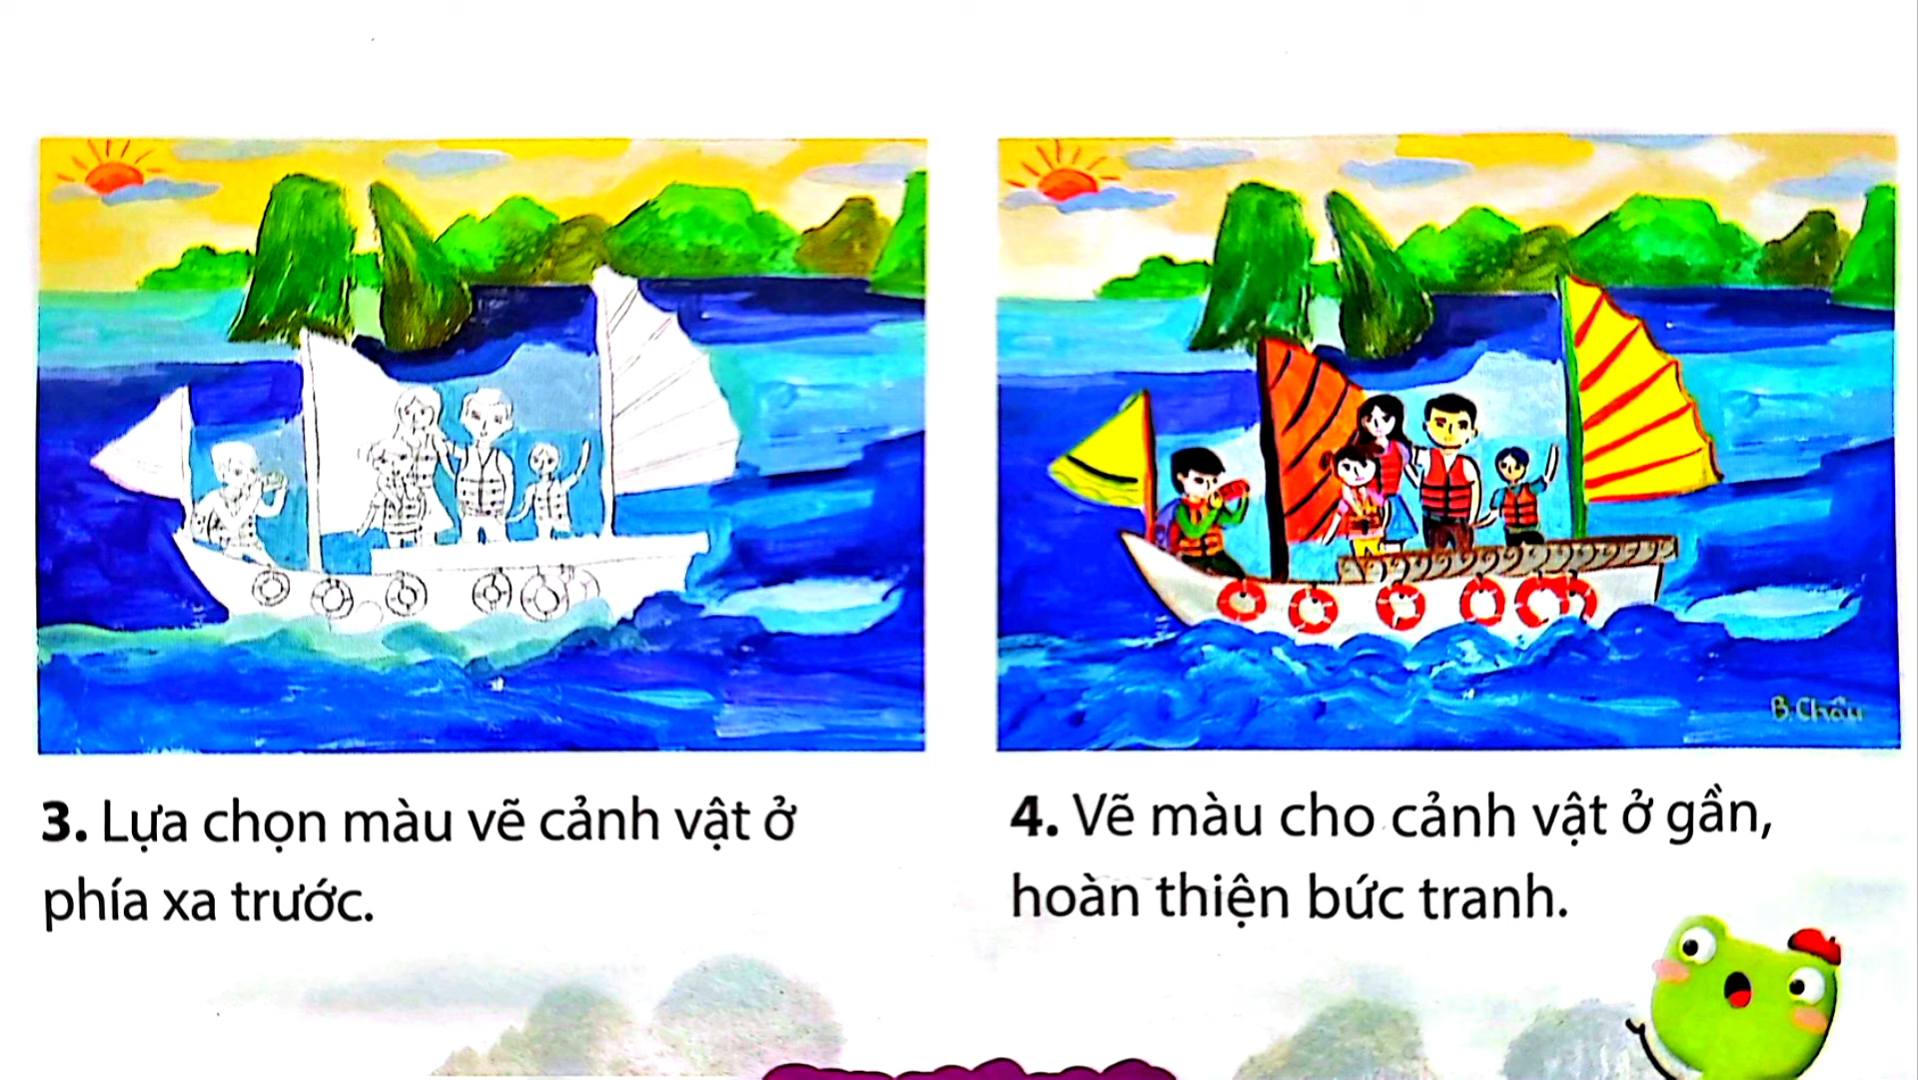 B.Châu
3. Lựa chọn màu vẽ cảnh vật ở
phía xa trước.
4. Vẽ màu cho cảnh vật ở gần,
hoàn thiện bức tranh.